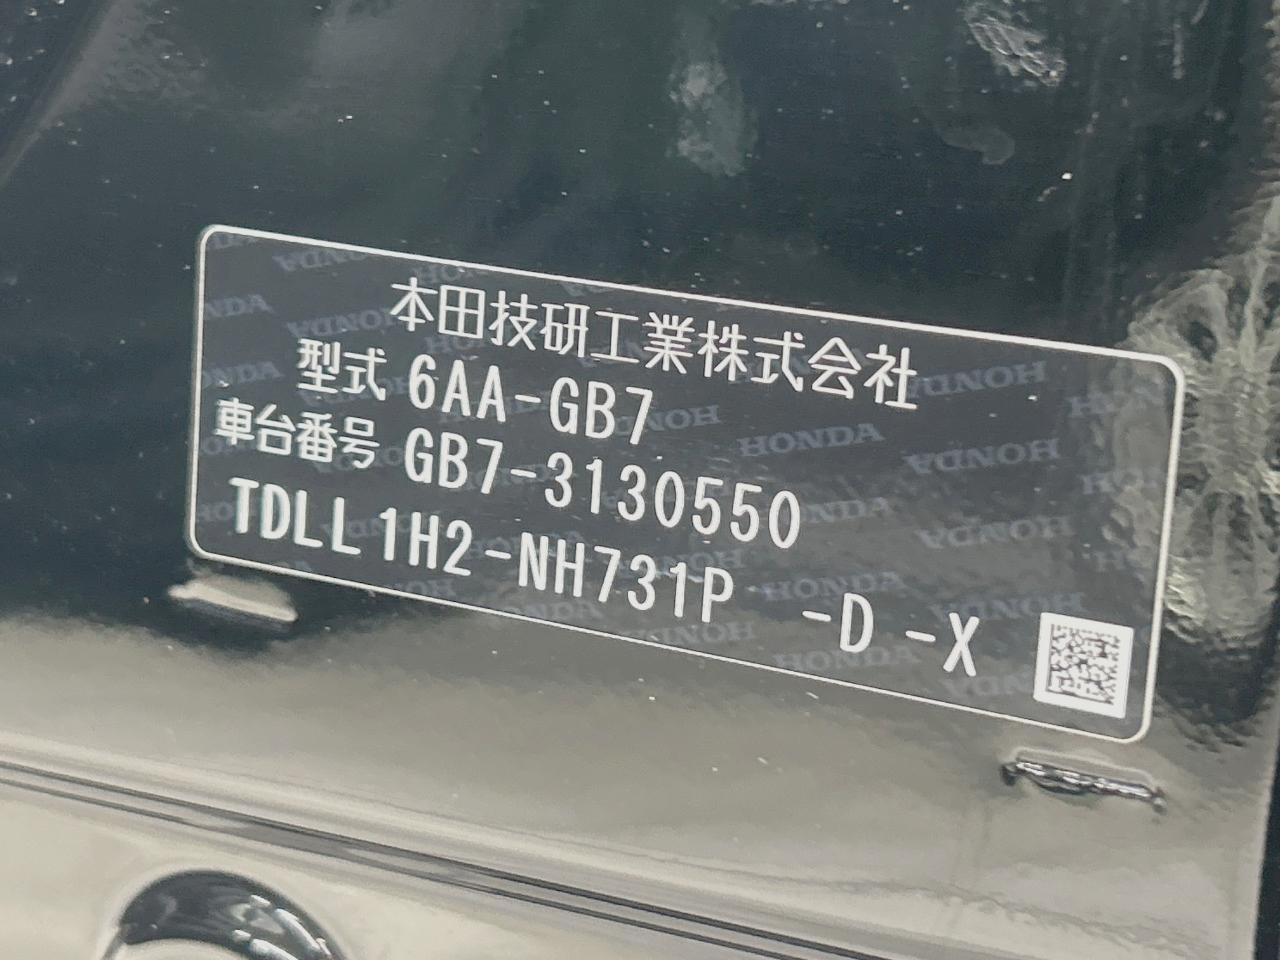 本田技研工業株式会社
型式 6AA-GB7
車台番号 GB7-3130550
TDLL1H2-NH731P -D -X